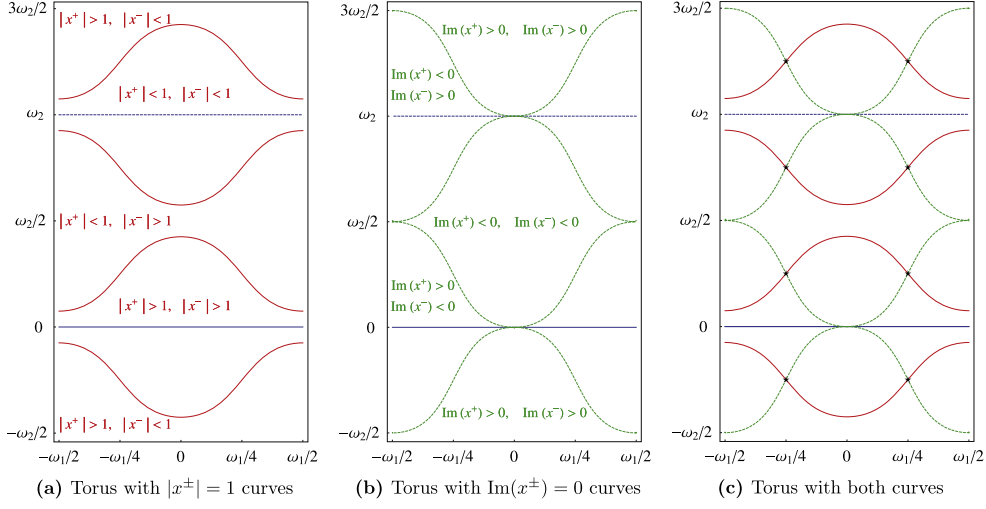 3ω₂/2
|x⁺| > 1, |x⁻| < 1
|x⁺| < 1, |x⁻| < 1
ω₂
ω₂/2
|x⁺| < 1, |x⁻| > 1
|x⁺| > 1, |x⁻| > 1
0
|x⁺| > 1, |x⁻| < 1
−ω₂/2
−ω₁/2 −ω₁/4 0 ω₁/4 ω₁/2
(a) Torus with |x±| = 1 curves
3ω₂/2
Im (x⁺) > 0, Im (x⁻) > 0
Im (x⁺) < 0
Im (x⁻) > 0
ω₂
ω₂/2
Im (x⁺) < 0, Im (x⁻) < 0
Im (x⁺) > 0
Im (x⁻) < 0
0
Im (x⁺) > 0, Im (x⁻) > 0
−ω₂/2
−ω₁/2 −ω₁/4 0 ω₁/4 ω₁/2
(b) Torus with Im(x±) = 0 curves
3ω₂/2
ω₂
ω₂/2
0
−ω₂/2
−ω₁/2 −ω₁/4 0 ω₁/4 ω₁/2
(c) Torus with both curves